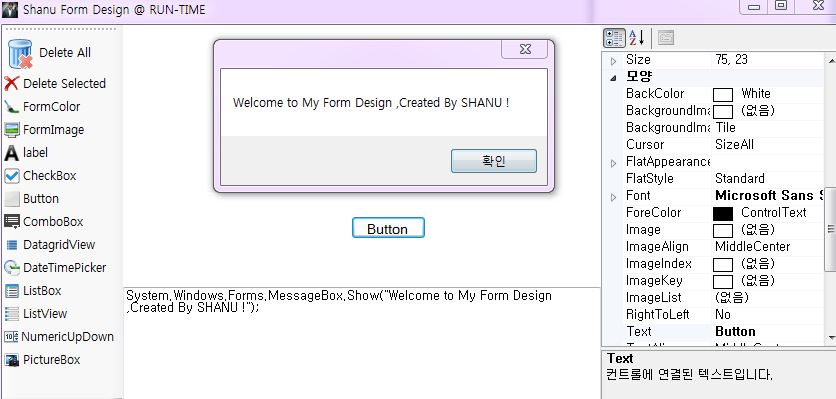 Shanu Form Design @ RUN-TIME
Delete All
Delete Selected
FormColor
FormImage
label
CheckBox
Button
ComboBox
DatagridView
DateTimePicker
ListBox
ListView
NumericUpDown
PictureBox
Welcome to My Form Design ,Created By SHANU !
확인
Button
System.Windows.Forms.MessageBox.Show("Welcome to My Form Design
,Created By SHANU !");
Size 75, 23
모양
BackColor White
BackgroundIma (없음)
BackgroundIma Tile
Cursor SizeAll
FlatAppearance
FlatStyle Standard
Font Microsoft Sans S
ForeColor ControlText
Image (없음)
ImageAlign MiddleCenter
ImageIndex (없음)
ImageKey (없음)
ImageList (없음)
RightToLeft No
Text Button
Text
컨트롤에 연결된 텍스트입니다.